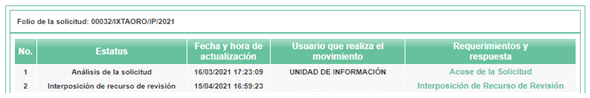 Folio de la solicitud: 00032/IXTAORO/IP/2021
No. Estatus Fecha y hora de actualización Usuario que realiza el movimiento Requerimientos y respuesta
1 Análisis de la solicitud 16/03/2021 17:23:09 UNIDAD DE INFORMACIÓN Acuse de la Solicitud
2 Interposición de recurso de revisión 15/04/2021 16:59:23 Interposición de Recurso de Revisión